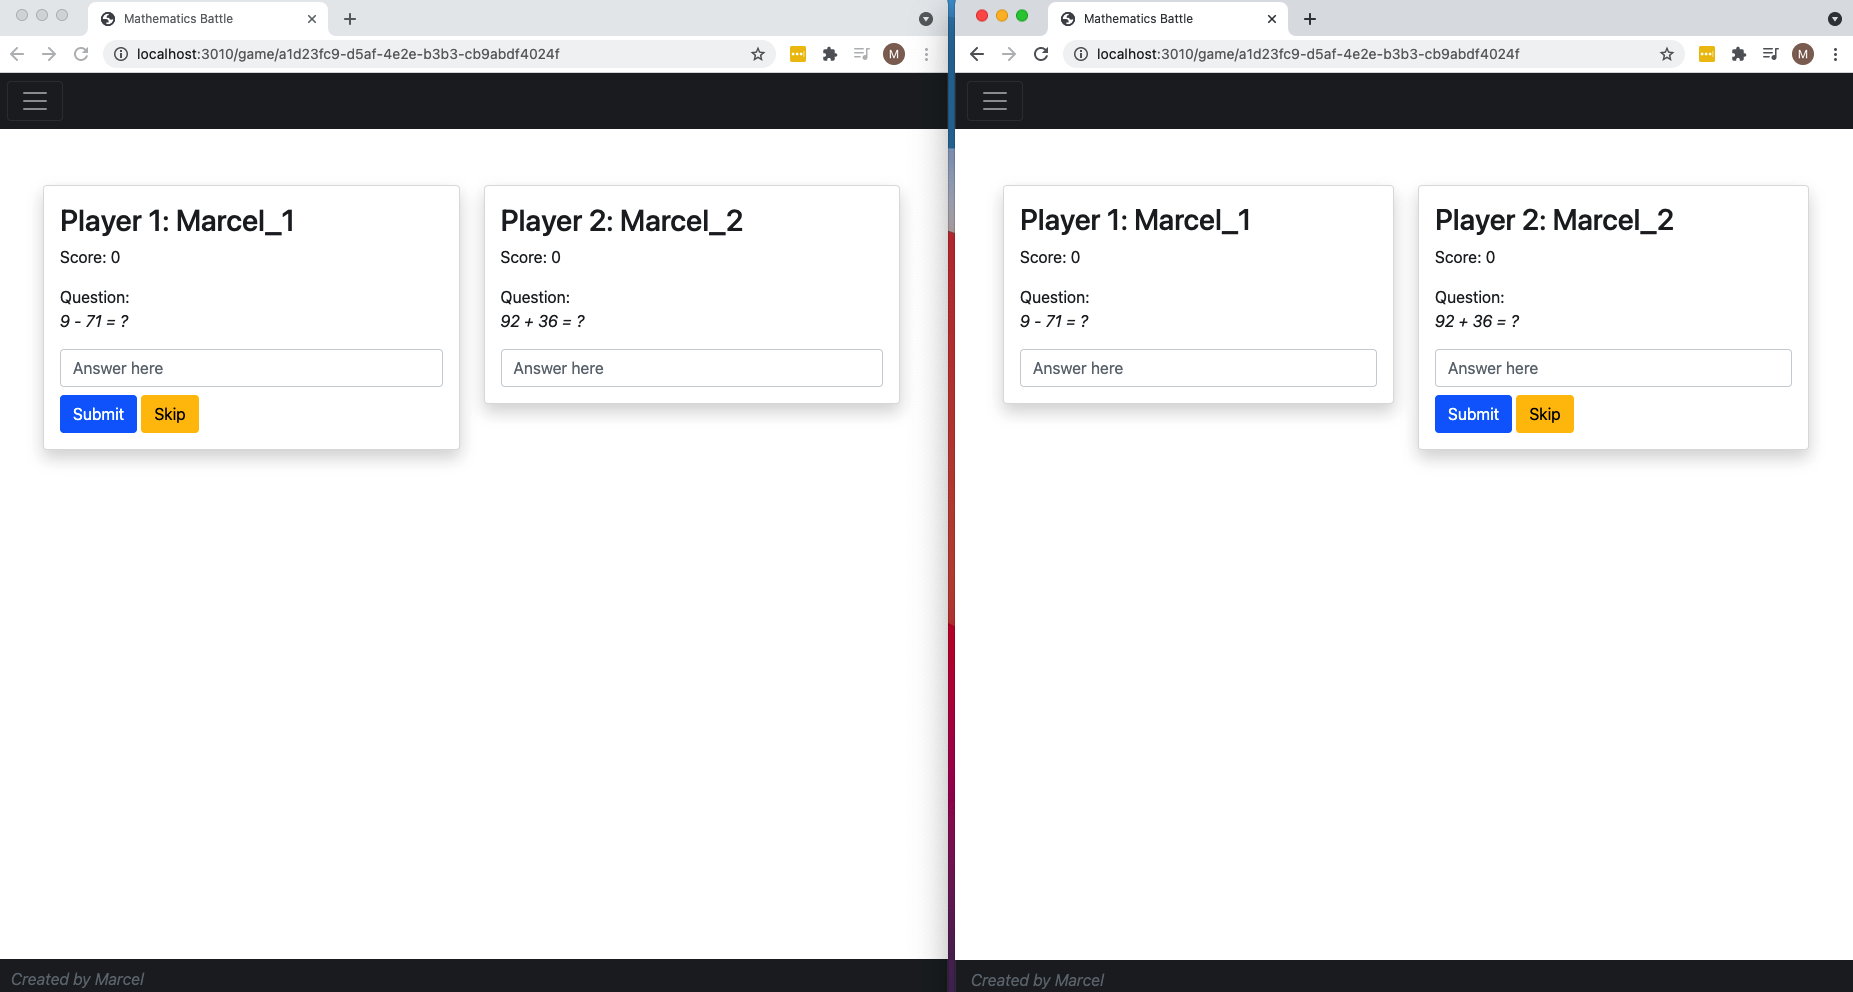 Mathematics Battle
localhost:3010/game/a1d23fc9-d5af-4e2e-b3b3-cb9abdf4024f
M
Player 1: Marcel_1
Score: 0
Question:
9 - 71 = ?
Answer here
Submit
Skip
Player 2: Marcel_2
Score: 0
Question:
92 + 36 = ?
Answer here
Created by Marcel
Mathematics Battle
localhost:3010/game/a1d23fc9-d5af-4e2e-b3b3-cb9abdf4024f
M
Player 1: Marcel_1
Score: 0
Question:
9 - 71 = ?
Answer here
Player 2: Marcel_2
Score: 0
Question:
92 + 36 = ?
Answer here
Submit
Skip
Created by Marcel